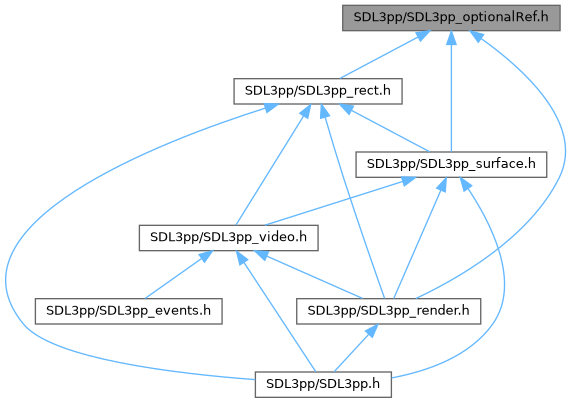 SDL3pp/SDL3pp_optionalRef.h
SDL3pp/SDL3pp_rect.h
SDL3pp/SDL3pp_surface.h
SDL3pp/SDL3pp_video.h
SDL3pp/SDL3pp_events.h
SDL3pp/SDL3pp_render.h
SDL3pp/SDL3pp.h